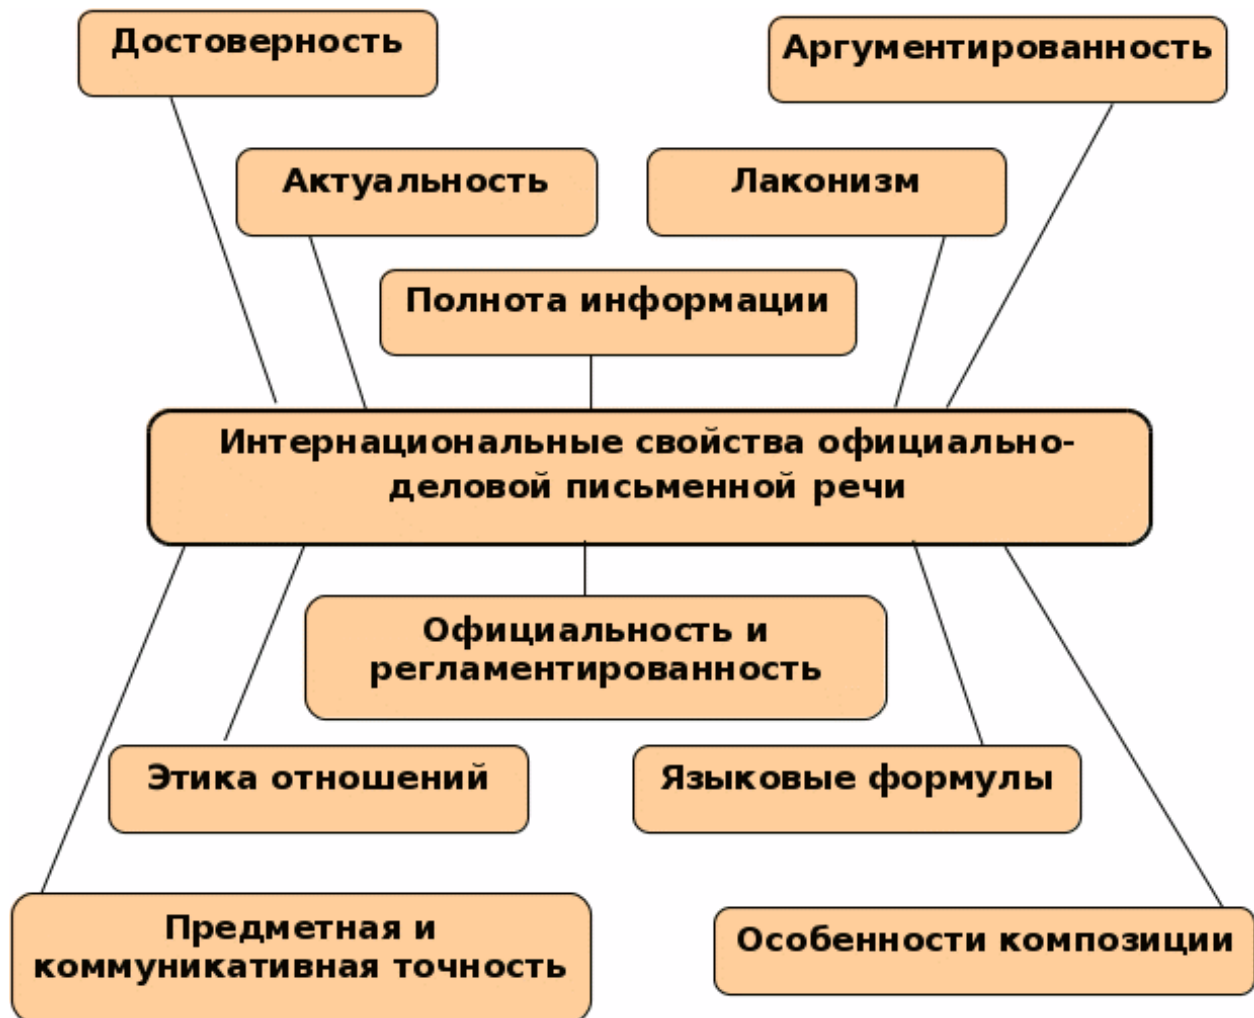 Достоверность
Аргументированность
Актуальность
Лаконизм
Полнота информации
Интернациональные свойства официально-
деловой письменной речи
Официальность и
регламентированность
Этика отношений
Языковые формулы
Предметная и
коммуникативная точность
Особенности композиции